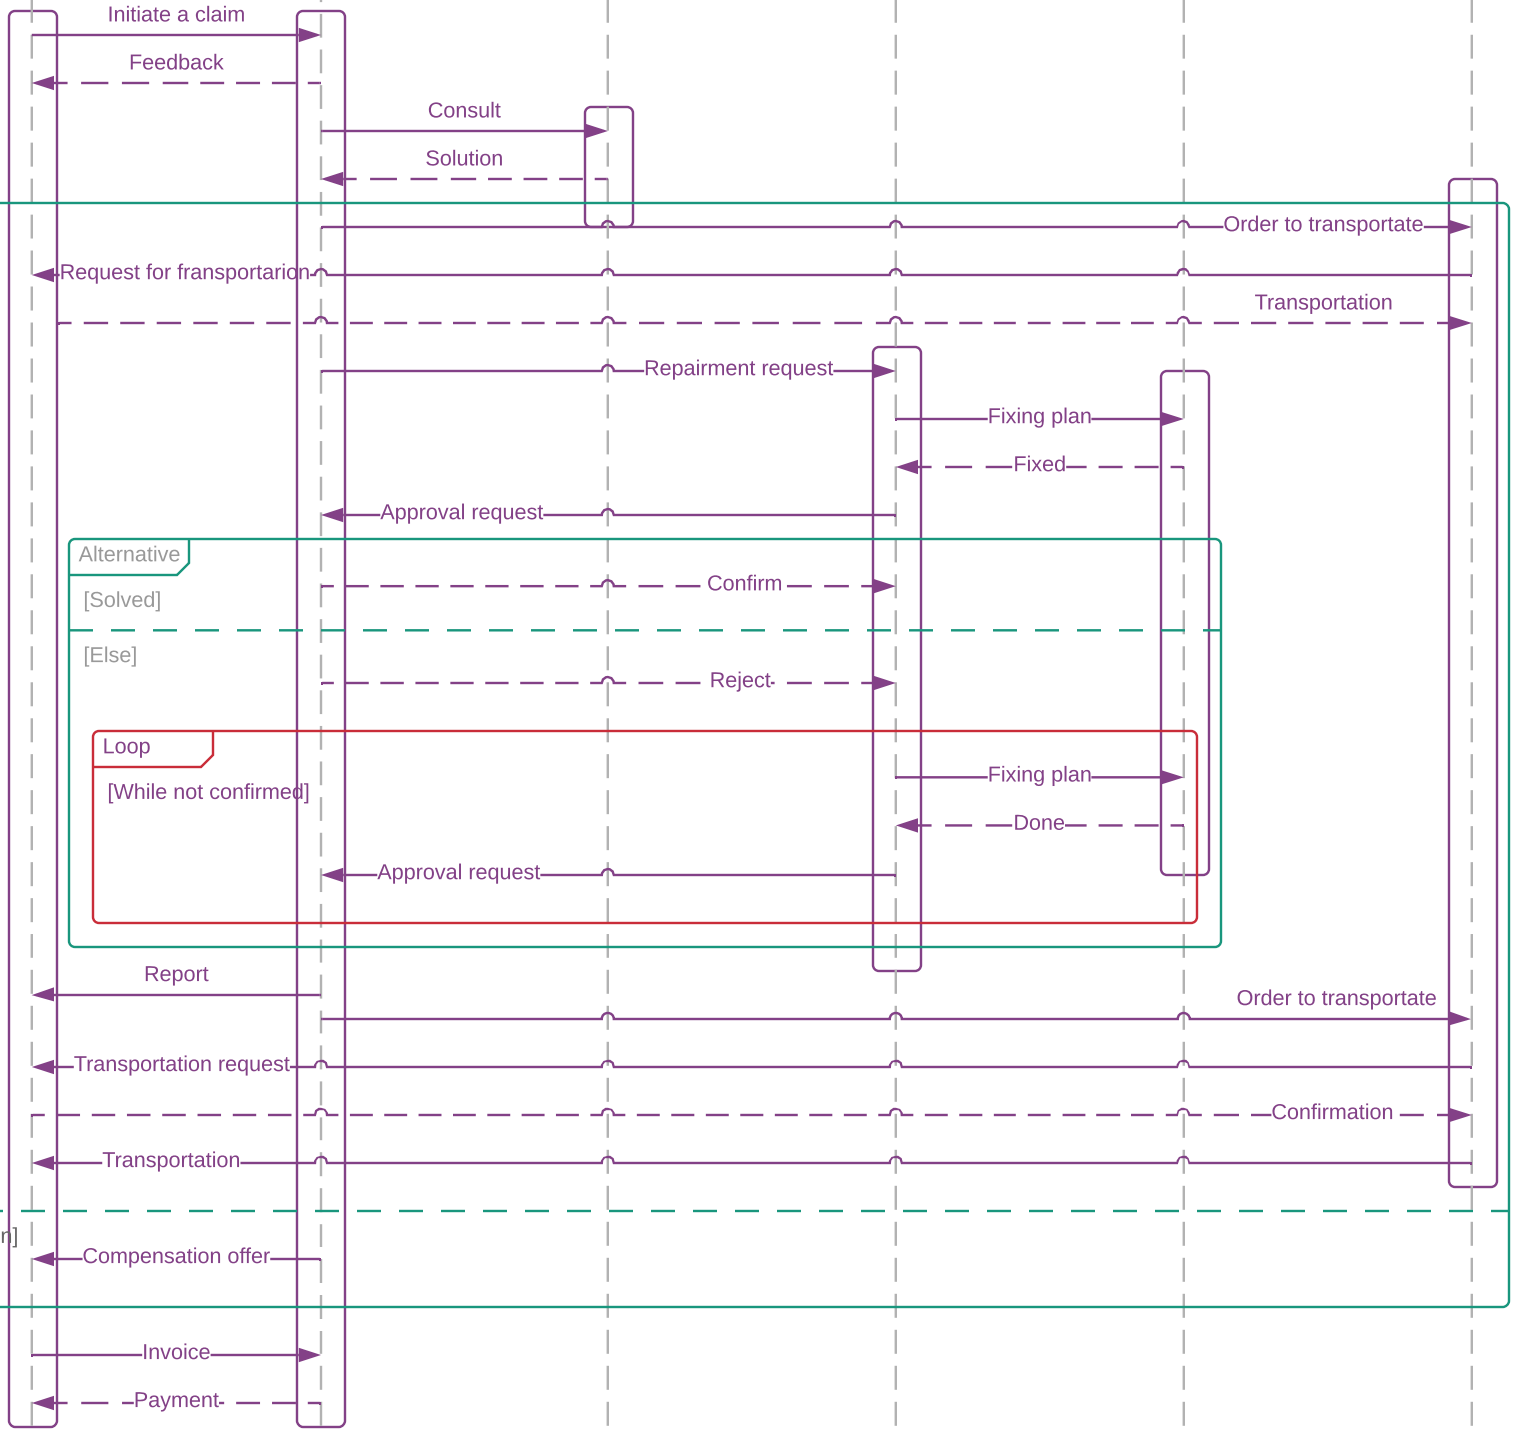 Initiate a claim
Feedback
Consult
Solution
Order to transportate
Request for fransportarion
Transportation
Repairment request
Fixing plan
Fixed
Approval request
Alternative
Confirm
[Solved]
[Else]
Reject
Loop
Fixing plan
[While not confirmed]
Done
Approval request
Report
Order to transportate
Transportation request
Confirmation
Transportation
n]
Compensation offer
Invoice
Payment